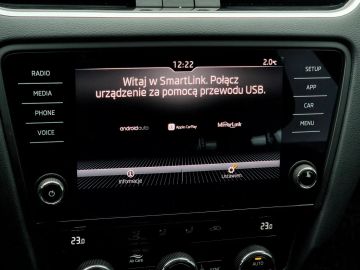 12:22
2.0°C
RADIO
MEDIA
PHONE
VOICE
SETUP
APP
CAR
MENU
Witaj w SmartLink. Połącz
urządzenie za pomocą przewodu USB.
androidauto
Apple CarPlay
MirrorLink
Informacje
Ustawien.
23.0
23.0
AUTO